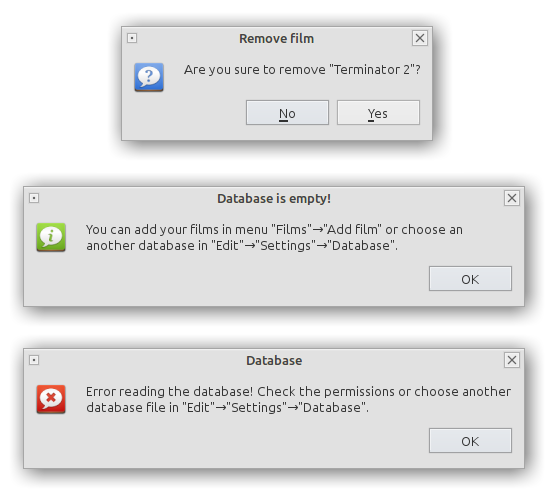 Remove film
Are you sure to remove "Terminator 2"?
No
Yes
Database is empty!
You can add your films in menu "Films"→"Add film" or choose an
another database in "Edit"→"Settings"→"Database".
OK
Database
Error reading the database! Check the permissions or choose another
database file in "Edit"→"Settings"→"Database".
OK